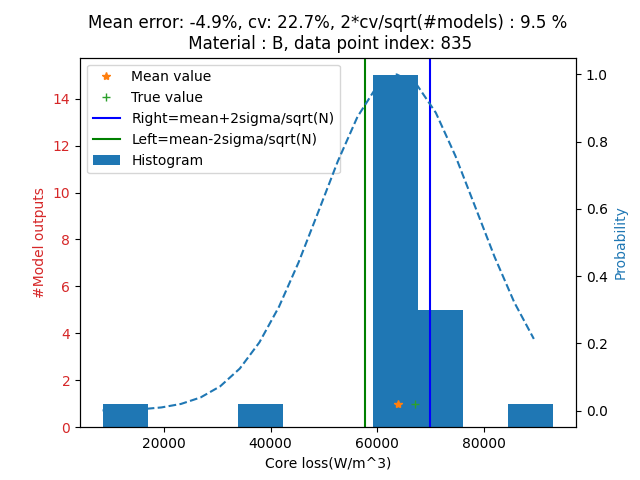 Mean error: -4.9%, cv: 22.7%, 2*cv/sqrt(#models) : 9.5 %
Material : B, data point index: 835
Mean value
True value
Right=mean+2sigma/sqrt(N)
Left=mean-2sigma/sqrt(N)
Histogram
#Model outputs
14
12
10
8
6
4
2
0
1.0
0.8
0.6
0.4
0.2
0.0
Probability
20000 40000 60000 80000
Core loss(W/m^3)